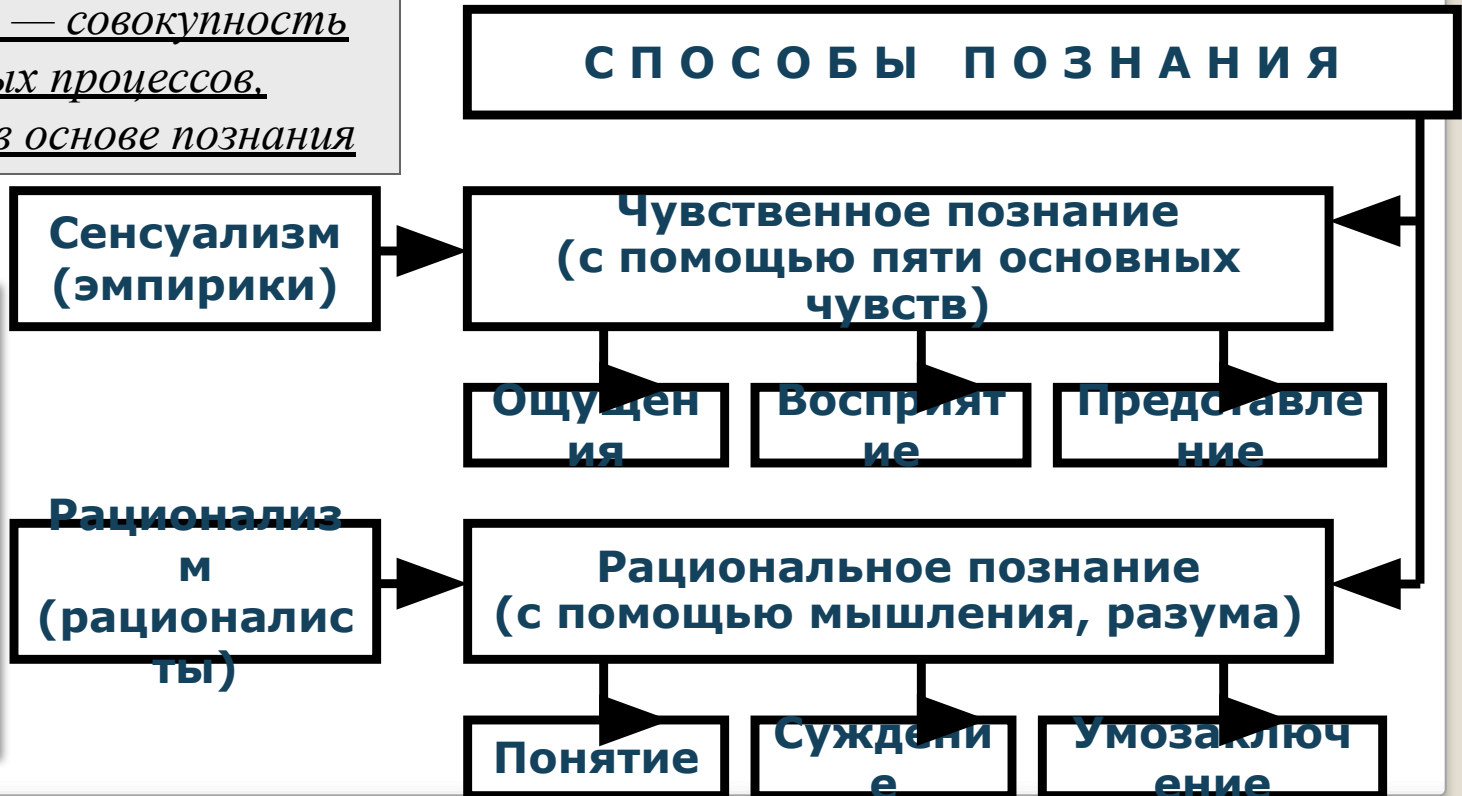 — совокупность
ых процессов,
в основе познания
СПОСОБЫ ПОЗНАНИЯ
Сенсуализм
(эмпирики)
Чувственное познание
(с помощью пяти основных
чувств)
Ощущен
ия
Восприят
ие
Представле
ние
Рационализ
м
(рационалис
ты)
Рациональное познание
(с помощью мышления, разума)
Понятие
Суждени
е
Умозаключ
ение